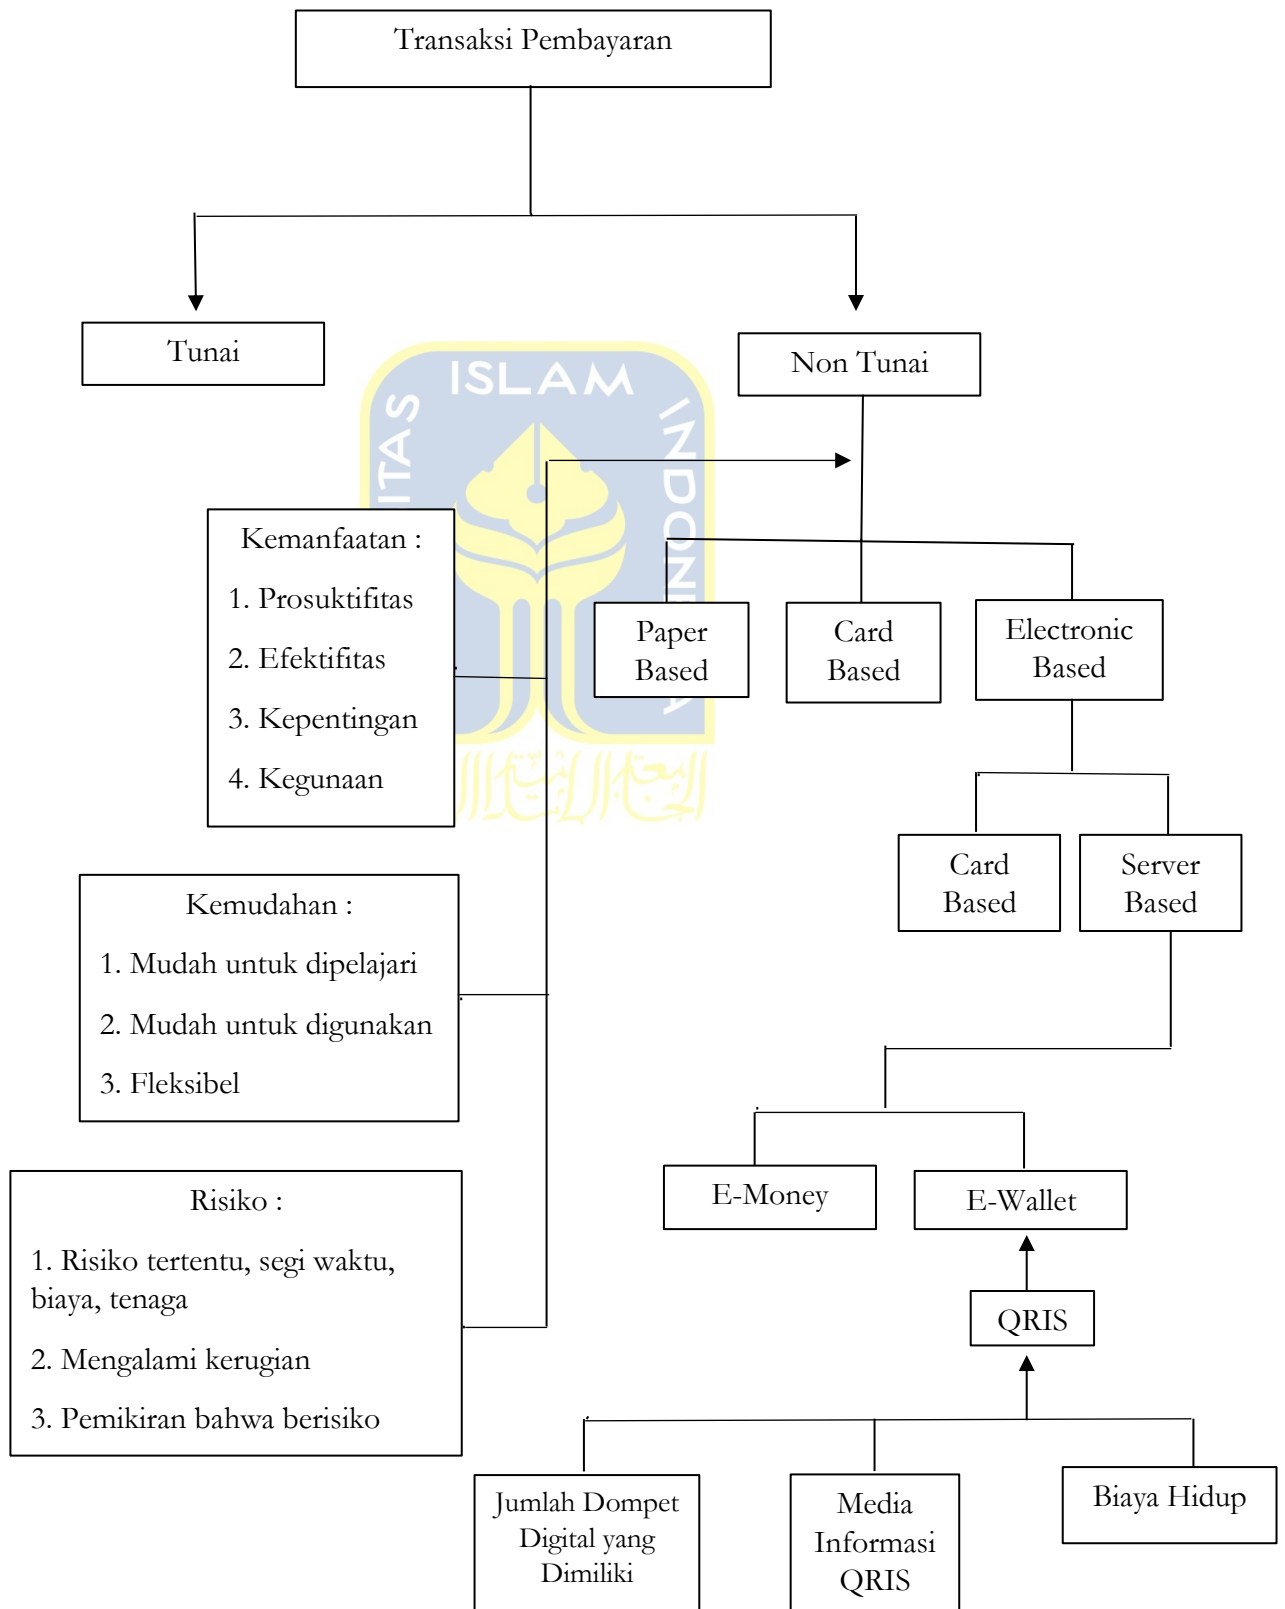 Transaksi Pembayaran
Tunai
Non Tunai
ISLAM
ITAS
INDON
A
Kemanfaatan :
1. Prosuktifitas
2. Efektifitas
3. Kepentingan
4. Kegunaan
Paper
Based
Card
Based
Electronic
Based
Card
Based
Server
Based
Kemudahan :
1. Mudah untuk dipelajari
2. Mudah untuk digunakan
3. Fleksibel
E-Money
E-Wallet
Risiko :
1. Risiko tertentu, segi waktu,
biaya, tenaga
2. Mengalami kerugian
3. Pemikiran bahwa berisiko
QRIS
Jumlah Dompet
Digital yang
Dimiliki
Media
Informasi
QRIS
Biaya Hidup